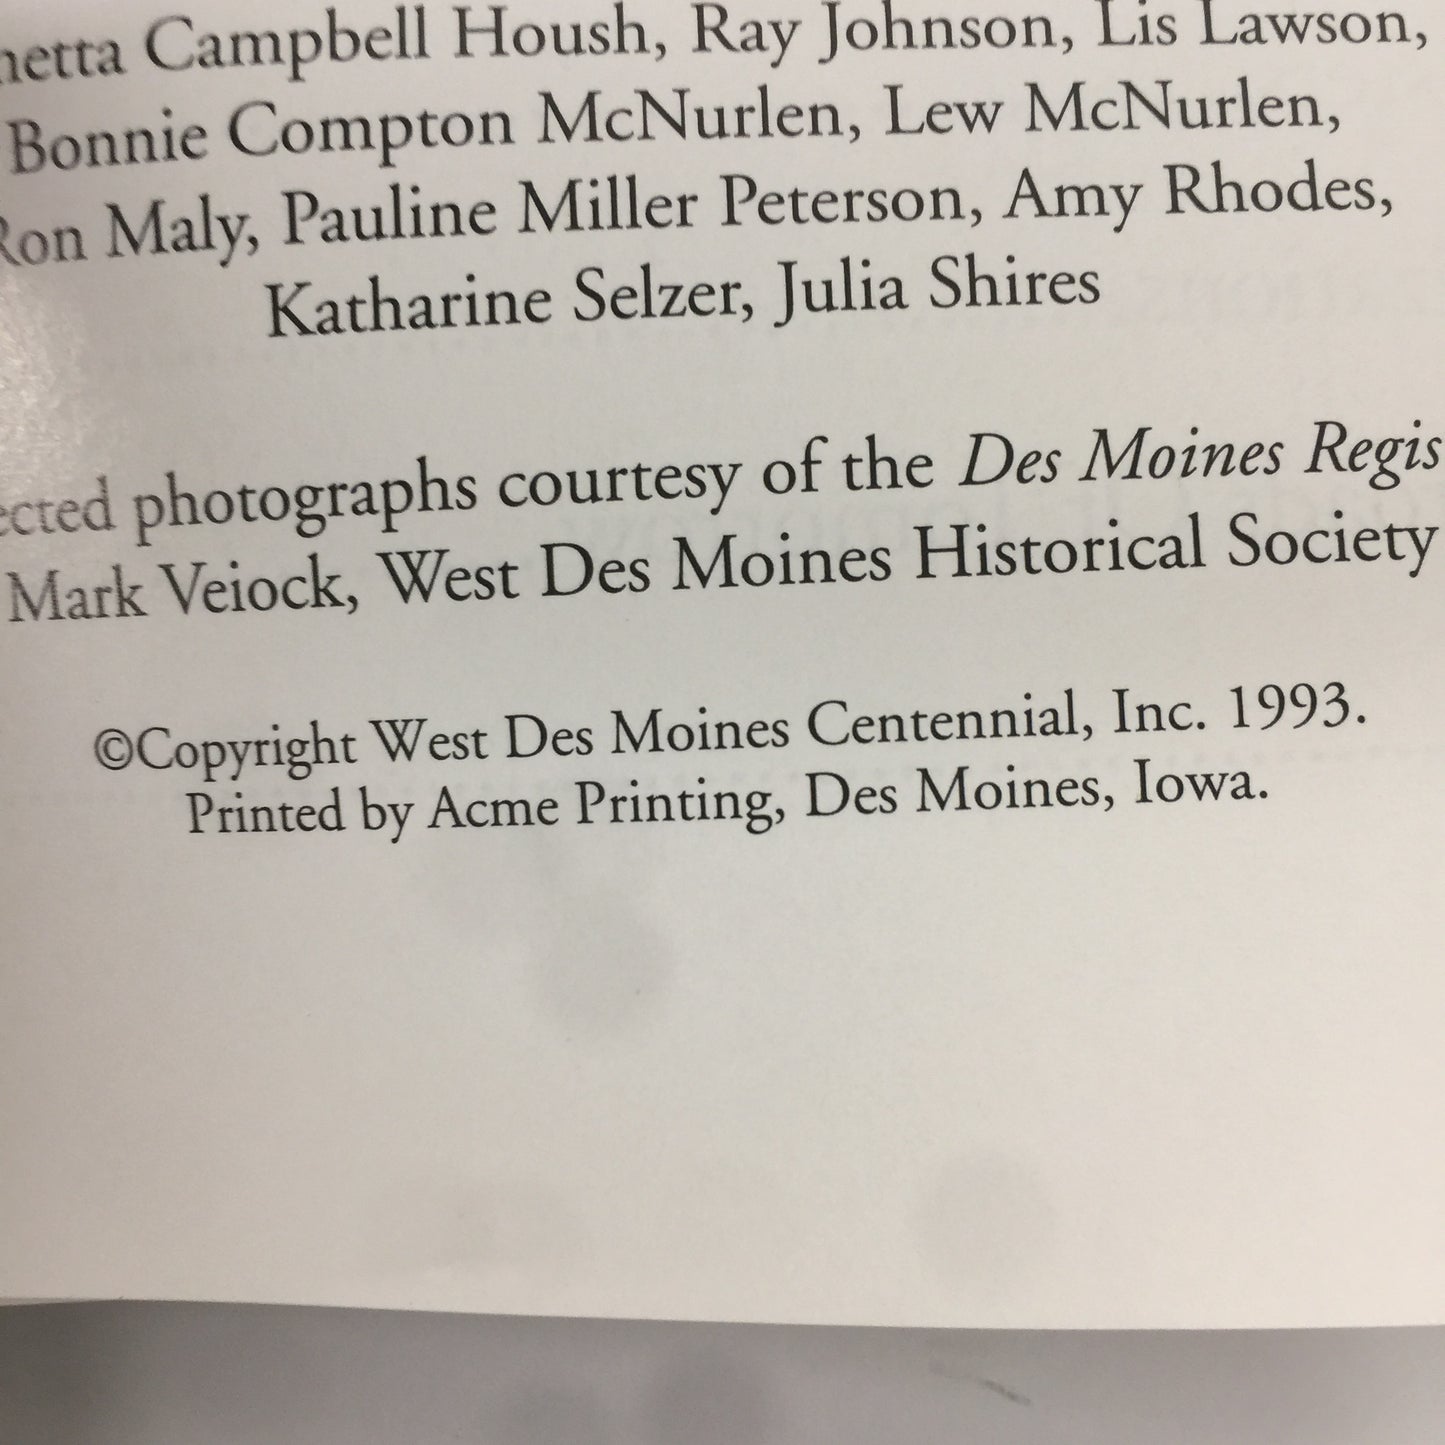 Campbell Housh, Ray Johnson, Lis Lawson,
Bonnie Compton McNurlen, Lew McNurlen,
Ron Maly, Pauline Miller Peterson, Amy Rhodes,
Katharine Selzer, Julia Shires
photographs courtesy of the Des Moines Regis
Mark Veiock, West Des Moines Historical Society
©Copyright West Des Moines Centennial, Inc. 1993.
Printed by Acme Printing, Des Moines, Iowa.